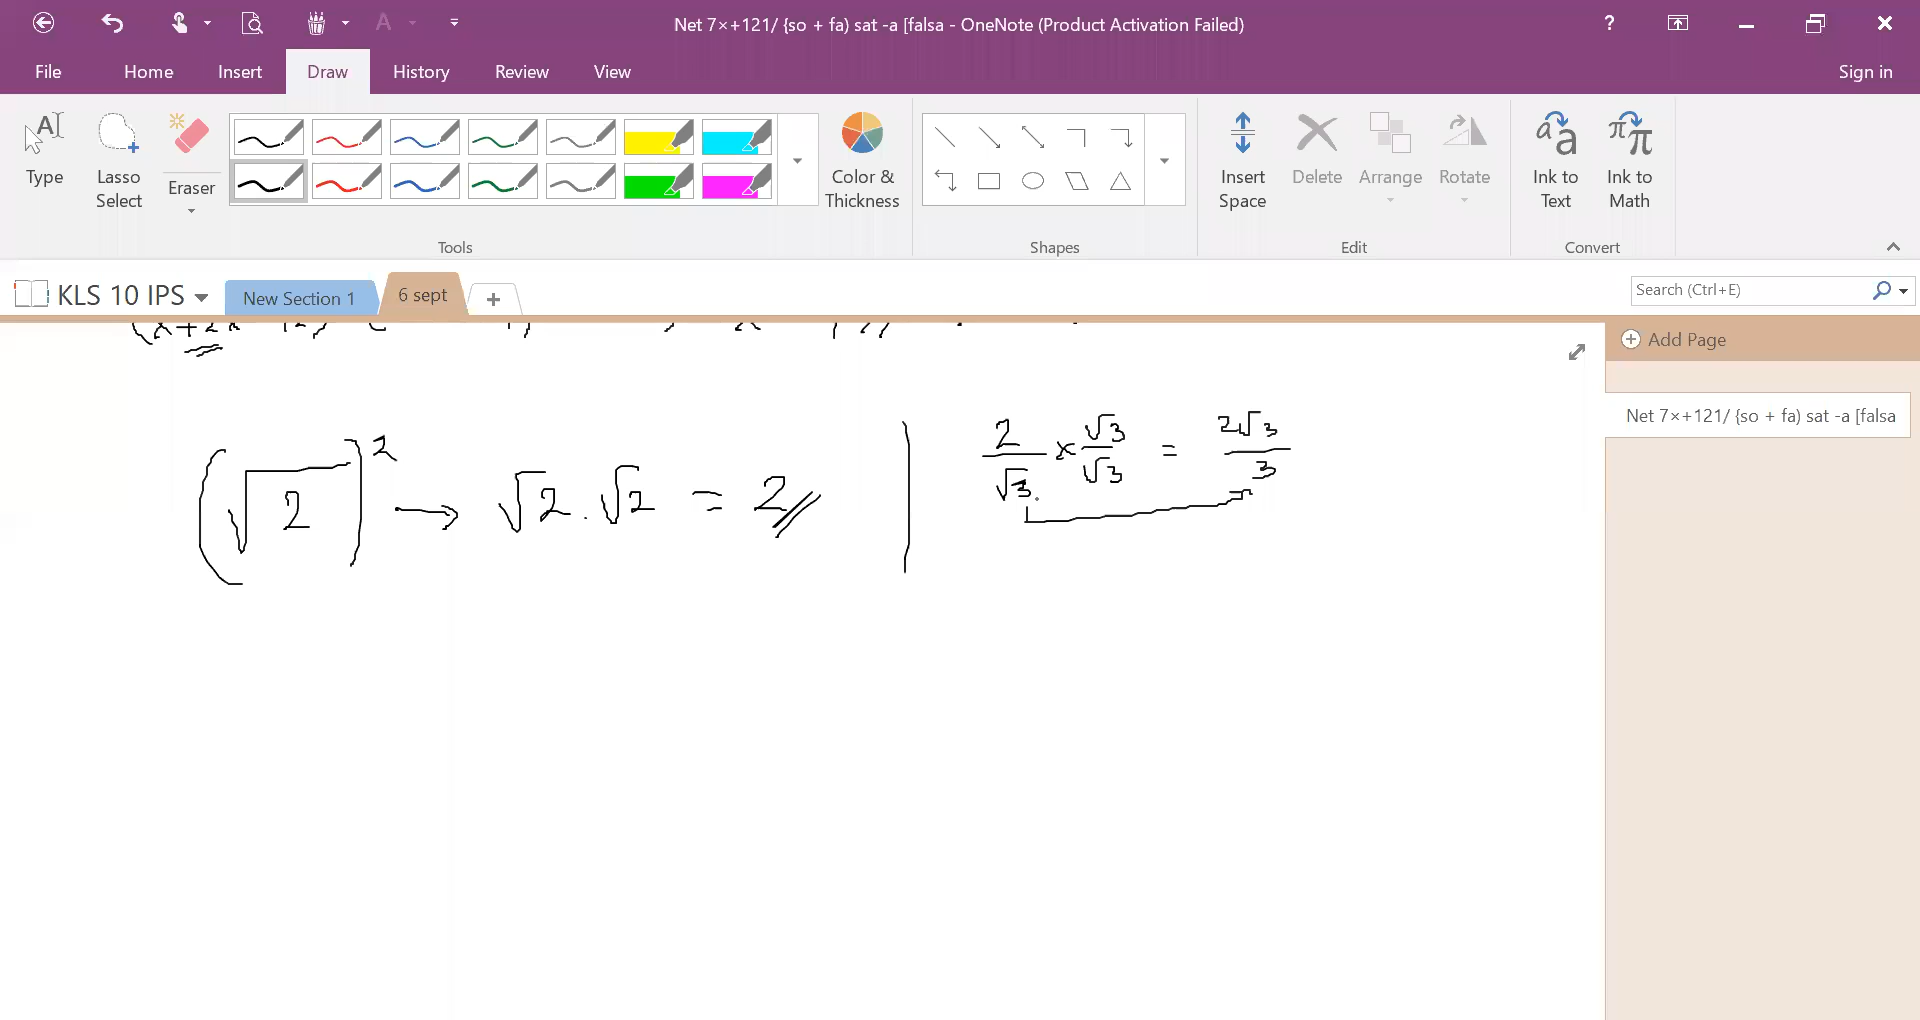 Net 7×+121/ {so + fa) sat -a [falsa - OneNote (Product Activation Failed)
?
File Home Insert Draw History Review View Sign in
Type
Lasso Select
Eraser
Color & Thickness
Insert Space
Delete
Arrange
Rotate
Ink to Text
Ink to Math
Tools Shapes Edit Convert
KLS 10 IPS New Section 1 6 sept +
Search (Ctrl+E)
Add Page
Net 7×+121/ {so + fa) sat -a [falsa
(√2)² → √2 . √2 = 2
2/√3 × √3/√3 = 2√3/3